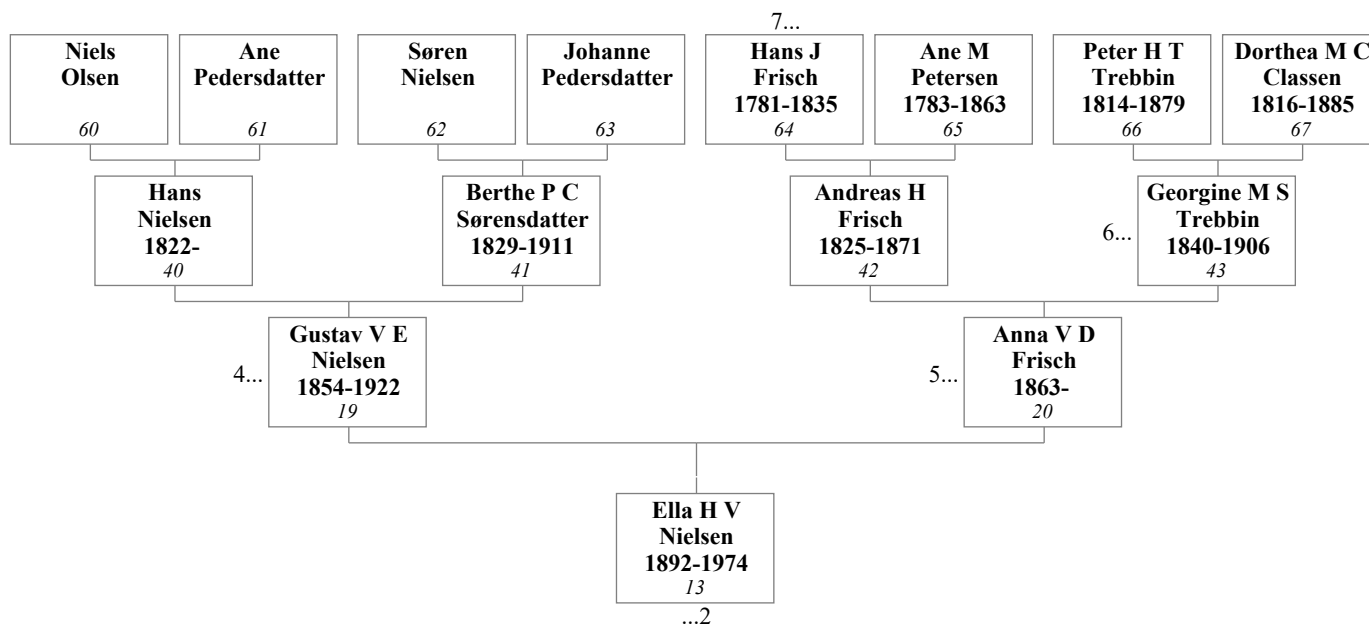 7...
Niels
Olsen
60
Ane
Pedersdatter
61
Søren
Nielsen
62
Johanne
Pedersdatter
63
Hans J
Frisch
1781-1835
64
Ane M
Petersen
1783-1863
65
Peter H T
Trebbin
1814-1879
66
Dorthea M C
Classen
1816-1885
67
Hans
Nielsen
1822-
40
Berthe P C
Sørensdatter
1829-1911
41
Andreas H
Frisch
1825-1871
42
6...
Georgine M S
Trebbin
1840-1906
43
4...
Gustav V E
Nielsen
1854-1922
19
5...
Anna V D
Frisch
1863-
20
Ella H V
Nielsen
1892-1974
13
...2